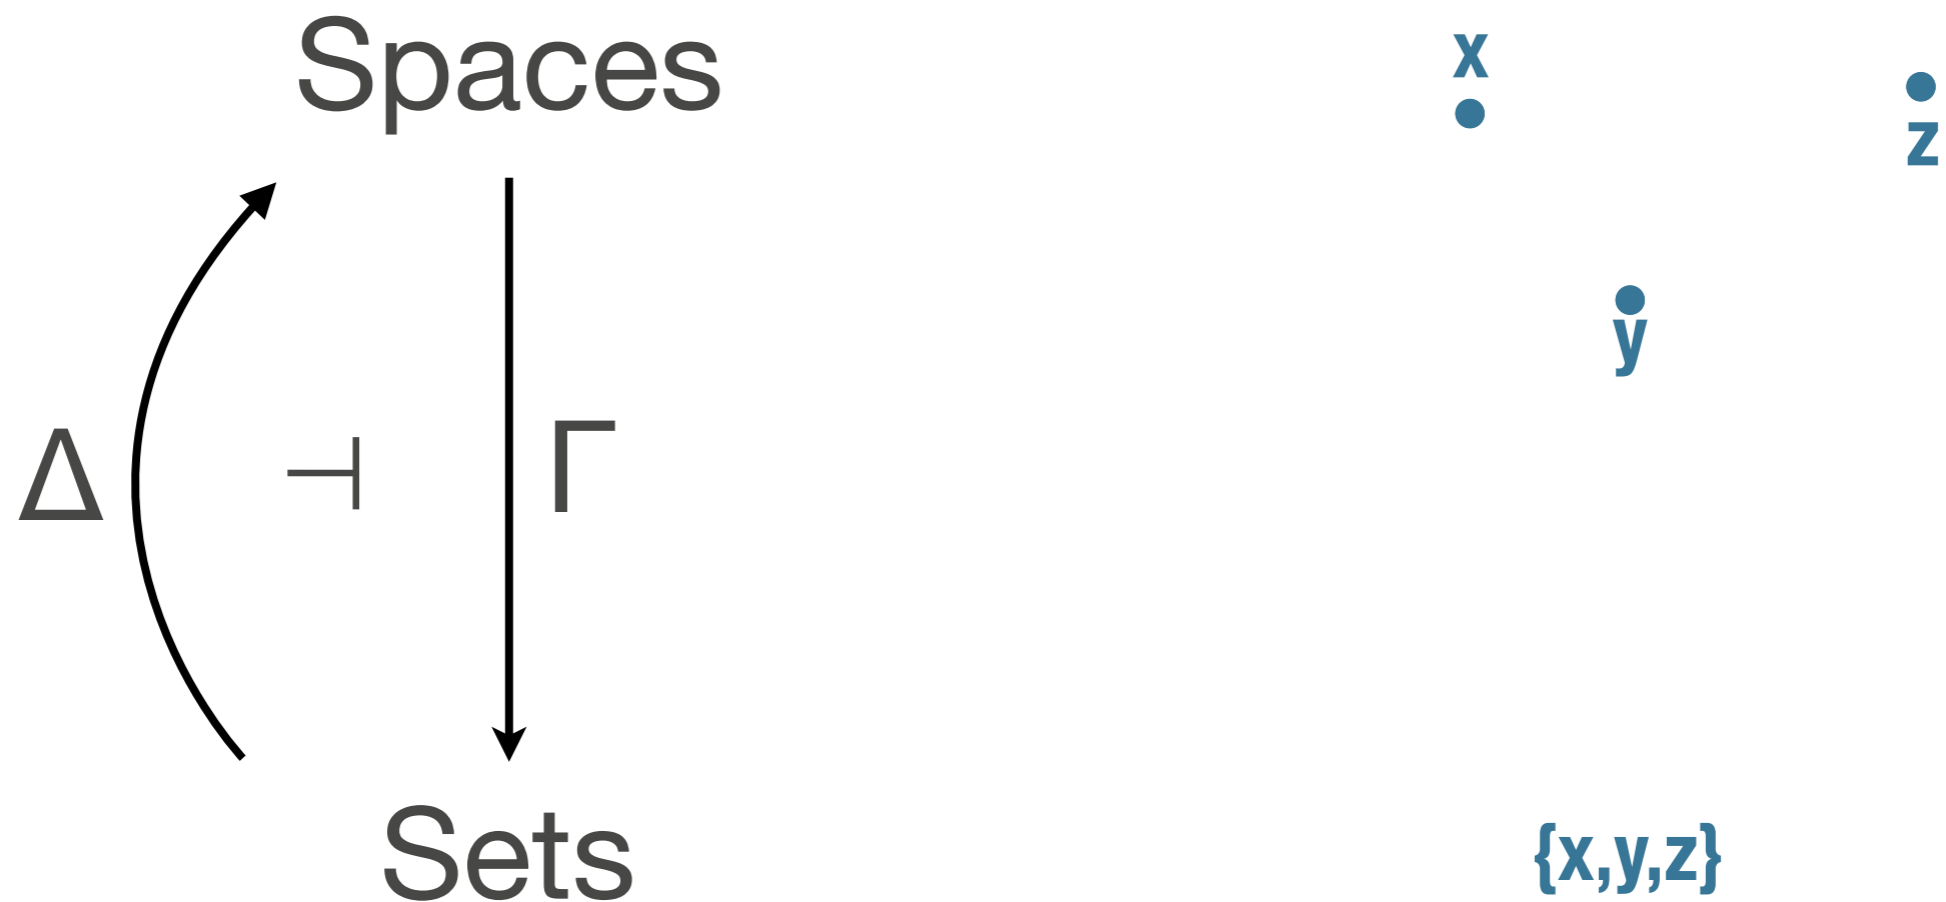 Spaces
x
z
y
Δ ⊣ Γ
Sets
{x,y,z}